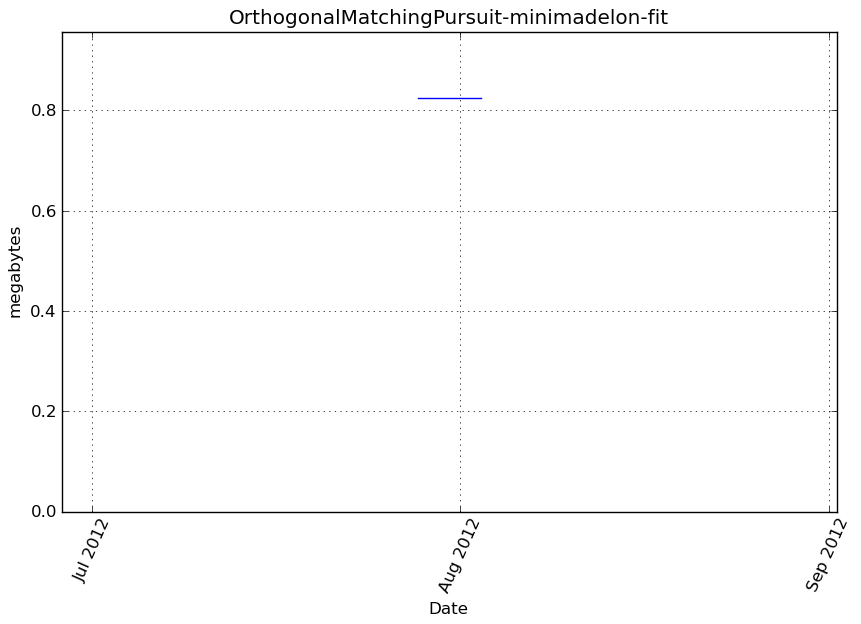 OrthogonalMatchingPursuit-minimadelon-fit
megabytes
0.8
0.6
0.4
0.2
0.0
Jul 2012
Aug 2012
Sep 2012
Date